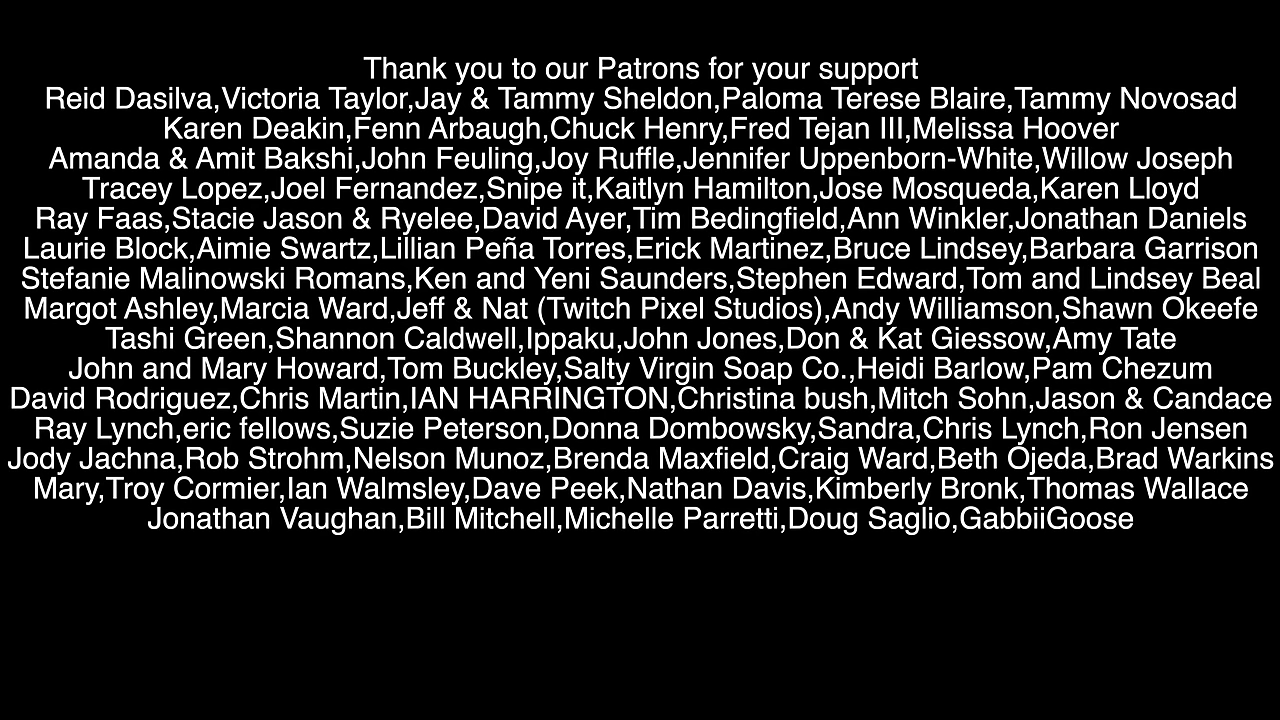 Thank you to our Patrons for your support
Reid Dasilva,Victoria Taylor,Jay & Tammy Sheldon,Paloma Terese Blaire,Tammy Novosad
Karen Deakin,Fenn Arbaugh,Chuck Henry,Fred Tejan III,Melissa Hoover
Amanda & Amit Bakshi,John Feuling,Joy Ruffle,Jennifer Uppenborn-White,Willow Joseph
Tracey Lopez,Joel Fernandez,Snipe it,Kaitlyn Hamilton,Jose Mosqueda,Karen Lloyd
Ray Faas,Stacie Jason & Ryelee,David Ayer,Tim Bedingfield,Ann Winkler,Jonathan Daniels
Laurie Block,Aimie Swartz,Lillian Peña Torres,Erick Martinez,Bruce Lindsey,Barbara Garrison
Stefanie Malinowski Romans,Ken and Yeni Saunders,Stephen Edward,Tom and Lindsey Beal
Margot Ashley,Marcia Ward,Jeff & Nat (Twitch Pixel Studios),Andy Williamson,Shawn Okeefe
Tashi Green,Shannon Caldwell,Ippaku,John Jones,Don & Kat Giessow,Amy Tate
John and Mary Howard,Tom Buckley,Salty Virgin Soap Co.,Heidi Barlow,Pam Chezum
David Rodriguez,Chris Martin,IAN HARRINGTON,Christina bush,Mitch Sohn,Jason & Candace
Ray Lynch,eric fellows,Suzie Peterson,Donna Dombowsky,Sandra,Chris Lynch,Ron Jensen
Jody Jachna,Rob Strohm,Nelson Munoz,Brenda Maxfield,Craig Ward,Beth Ojeda,Brad Warkins
Mary,Troy Cormier,Ian Walmsley,Dave Peek,Nathan Davis,Kimberly Bronk,Thomas Wallace
Jonathan Vaughan,Bill Mitchell,Michelle Parretti,Doug Saglio,GabbiiGoose